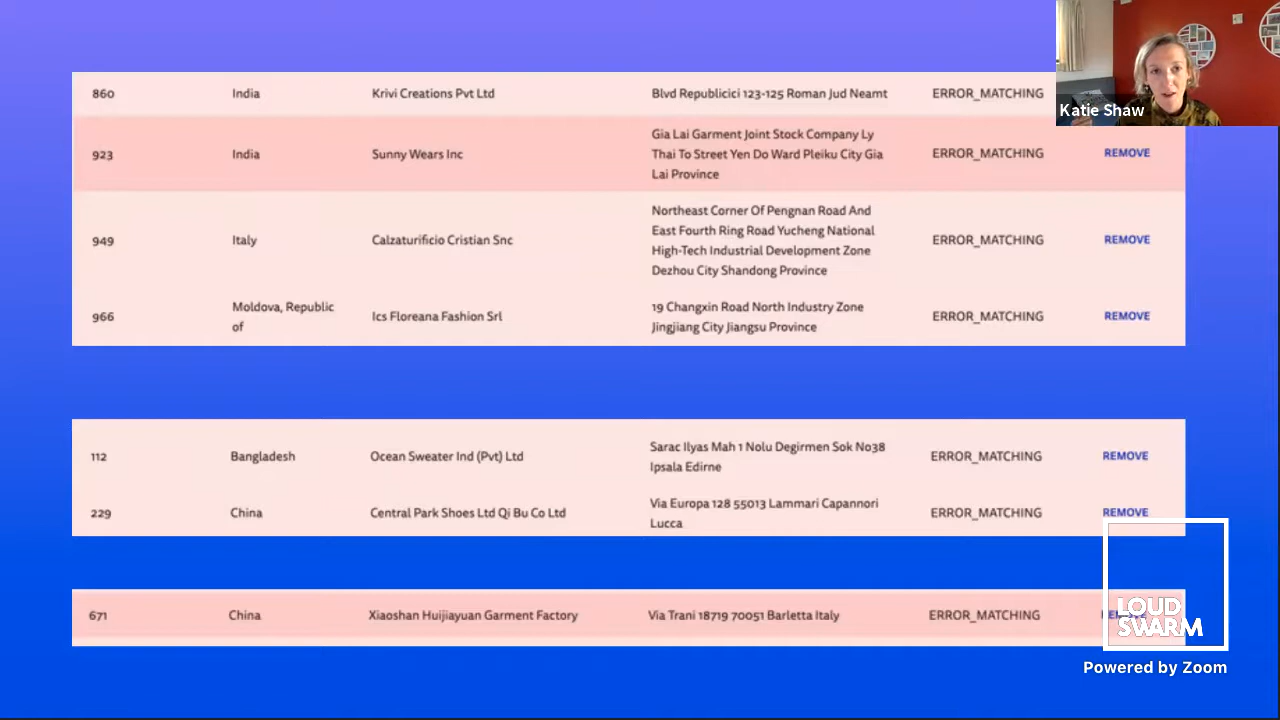 860 India Krivi Creations Pvt Ltd Blvd Republicici 123-125 Roman Jud Neamt ERROR_MATCHING
Katie Shaw
923 India Sunny Wears Inc Gia Lai Garment Joint Stock Company Ly
Thai To Street Yen Do Ward Pleiku City Gia
Lai Province ERROR_MATCHING REMOVE
949 Italy Calzaturificio Cristian Snc Northeast Corner Of Pengnan Road And
East Fourth Ring Road Yucheng National
High-Tech Industrial Development Zone
Dezhou City Shandong Province ERROR_MATCHING REMOVE
966 Moldova, Republic
of Ics Floreana Fashion Srl 19 Changxin Road North Industry Zone
Jingjiang City Jiangsu Province ERROR_MATCHING REMOVE
112 Bangladesh Ocean Sweater Ind (Pvt) Ltd Sarac Ilyas Mah 1 Nolu Degirmen Sok No38
Ipsala Edirne ERROR_MATCHING REMOVE
229 China Central Park Shoes Ltd Qi Bu Co Ltd Via Europa 128 55013 Lammari Capannori
Lucca ERROR_MATCHING REMOVE
671 China Xiaoshan Huijiayuan Garment Factory Via Trani 18719 70051 Barletta Italy ERROR_MATCHING
LOUD
SWARM
Powered by Zoom